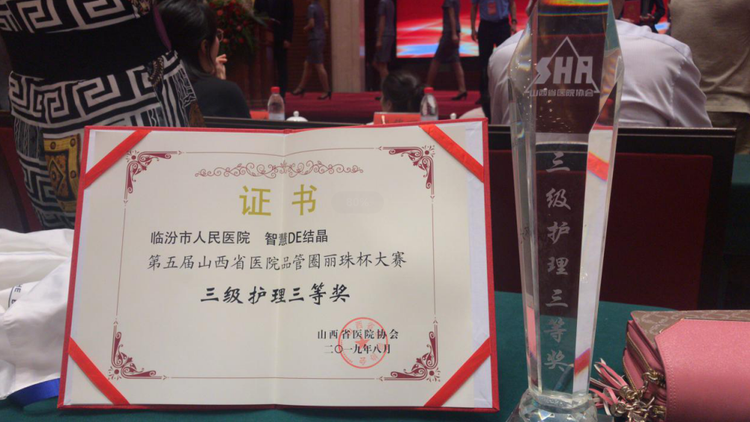 证书
临汾市人民医院 智慧DE结晶
第五届山西省医院品管圈丽珠杯大赛
三级护理三等奖
山西省医院协会
二〇一九年八月
SHA
山西省医院协会
三级护理三等奖